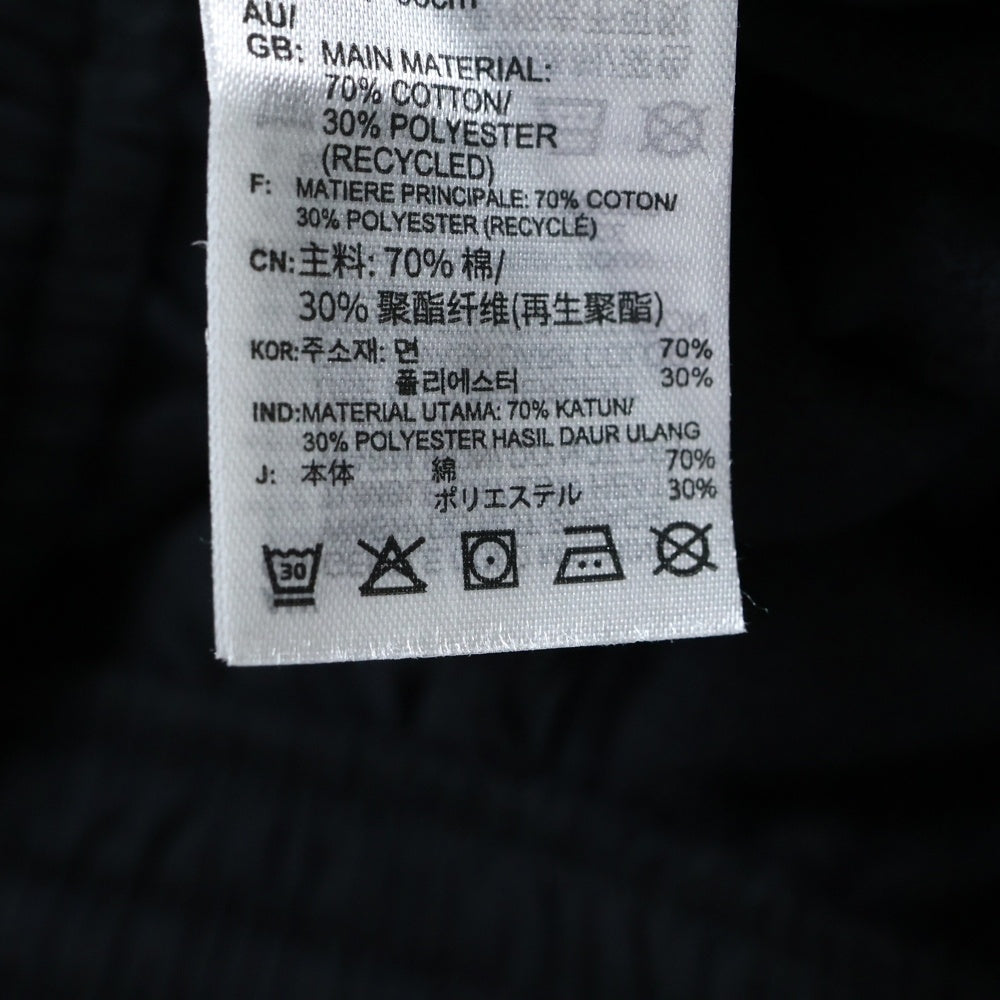 AU/
GB: MAIN MATERIAL:
70% COTTON/
30% POLYESTER
(RECYCLED)
F: MATIERE PRINCIPALE: 70% COTON/
30% POLYESTER (RECYCLÉ)
CN:主料: 70% 棉/
30% 聚酯纤维(再生聚酯)
KOR:주소재: 면 70%
폴리에스터 30%
IND:MATERIAL UTAMA: 70% KATUN/
30% POLYESTER HASIL DAUR ULANG
J: 本体 綿 70%
ポリエステル 30%
30